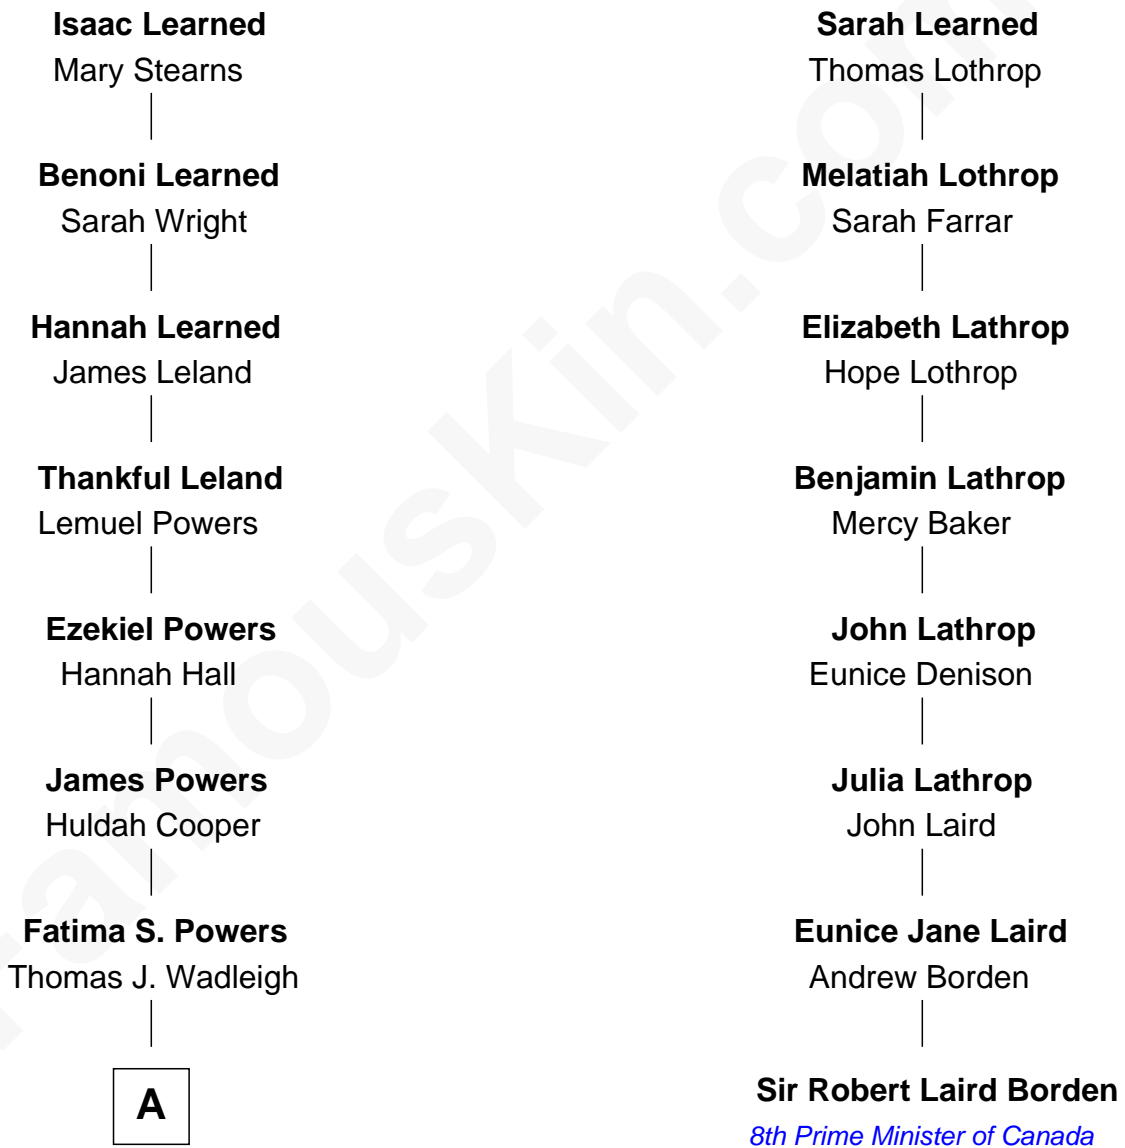 Isaac Learned
Mary Stearns
Benoni Learned
Sarah Wright
Hannah Learned
James Leland
Thankful Leland
Lemuel Powers
Ezekiel Powers
Hannah Hall
James Powers
Huldah Cooper
Fatima S. Powers
Thomas J. Wadleigh
A
Sarah Learned
Thomas Lothrop
Melatiah Lothrop
Sarah Farrar
Elizabeth Lathrop
Hope Lothrop
Benjamin Lathrop
Mercy Baker
John Lathrop
Eunice Denison
Julia Lathrop
John Laird
Eunice Jane Laird
Andrew Borden
Sir Robert Laird Borden
8th Prime Minister of Canada
FamousKin.com